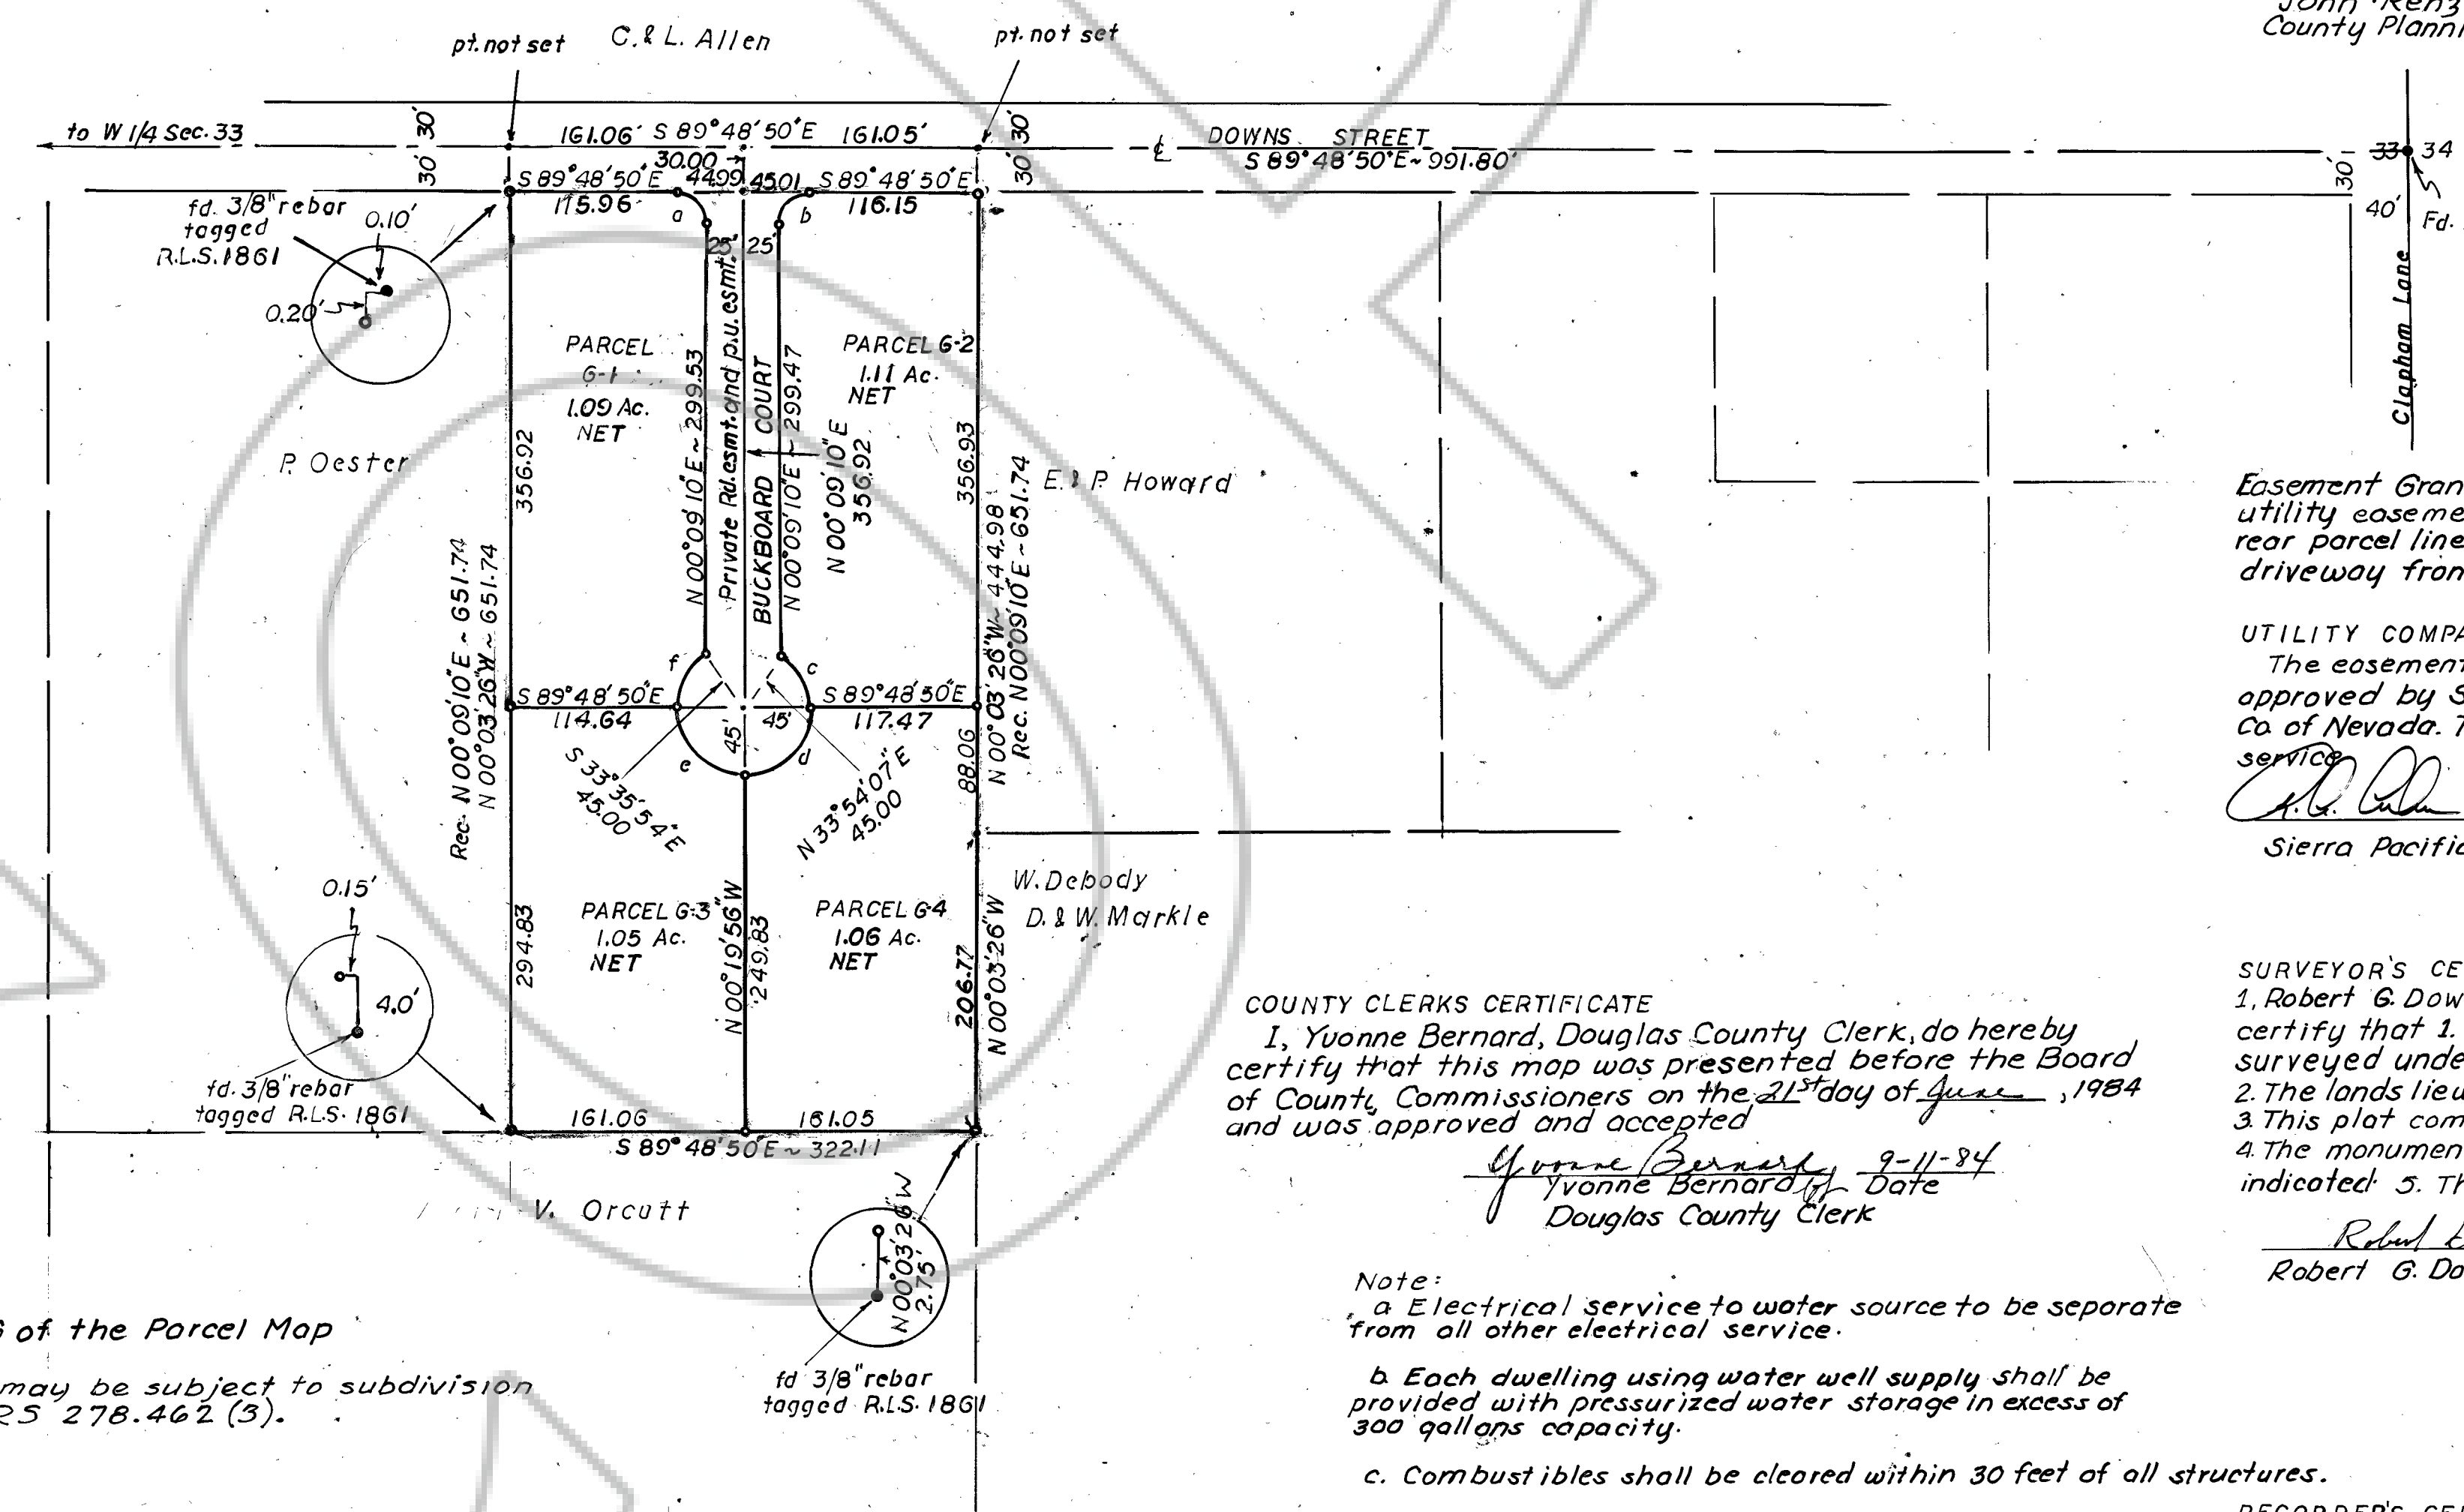 John Renz
County Planni
pt. not set
C. & L. Allen
pt. not set
to W 1/4 Sec. 33
30'
30'
161.06'
S 89°48'50"E
161.05'
30'
30'
℄
DOWNS STREET
S 89°48'50"E ~ 991.80'
33
34
30'
40'
Fd.
Clapham Lane
30.00
S 89°48'50"E
44.99
45.01
S 89°48'50"E
115.96
a
b
116.15
25'
25'
fd. 3/8" rebar
tagged
R.L.S. 1861
0.10'
0.20'
PARCEL
G-1
1.09 Ac.
NET
PARCEL G-2
1.11 Ac.
NET
N 00°09'10"E ~ 299.53
Private Rd. esmt. and p.u. esmt.
BUCKBOARD COURT
N 00°09'10"E ~ 299.47
N 00°09'10"E
356.92
356.92
356.93
P. Oester
E. & P. Howard
Rec. N 00°09'10"E ~ 651.74
N 00°03'26"W ~ 651.74
N 00°03'26"W ~ 444.98'
Rec. N00°09'10"E ~ 651.74
f
c
S 89°48'50"E
114.64
S 89°48'50"E
117.47
45'
45'
e
d
S 33°35'54"E
45.00
N 33°54'07"E
45.00
88.06
0.15'
4.0'
fd. 3/8" rebar
tagged R.L.S. 1861
294.83
PARCEL G-3
1.05 Ac.
NET
N 00°19'56"W
249.83
PARCEL G-4
1.06 Ac.
NET
206.77
N 00°03'26"W
W. Debody
D. & W. Markle
161.06
161.05
S 89°48'50"E ~ 322.11
V. Orcutt
N 00°03'26"W
2.75'
fd 3/8" rebar
tagged R.L.S. 1861
of the Parcel Map
may be subject to subdivision
RS 278.462 (3).
COUNTY CLERKS CERTIFICATE
I, Yvonne Bernard, Douglas County Clerk, do hereby
certify that this map was presented before the Board
of County Commissioners on the 21st day of June, 1984
and was approved and accepted
Yvonne Bernard 9-11-84
Yvonne Bernard Date
Douglas County Clerk
Note:
a Electrical service to water source to be separate
from all other electrical service.
b. Each dwelling using water well supply shall be
provided with pressurized water storage in excess of
300 gallons capacity.
c. Combustibles shall be cleared within 30 feet of all structures.
Easement Gran
utility easeme
rear parcel line
driveway from
UTILITY COMPA
The easement
approved by S
Co. of Nevada. T
service
Sierra Pacific
SURVEYOR'S CE
1, Robert G. Dow
certify that 1.
surveyed unde
2. The lands lieu
3. This plat com
4. The monumen
indicated. 5. Th
Robert
Robert G. Do
RECORDER'S CE